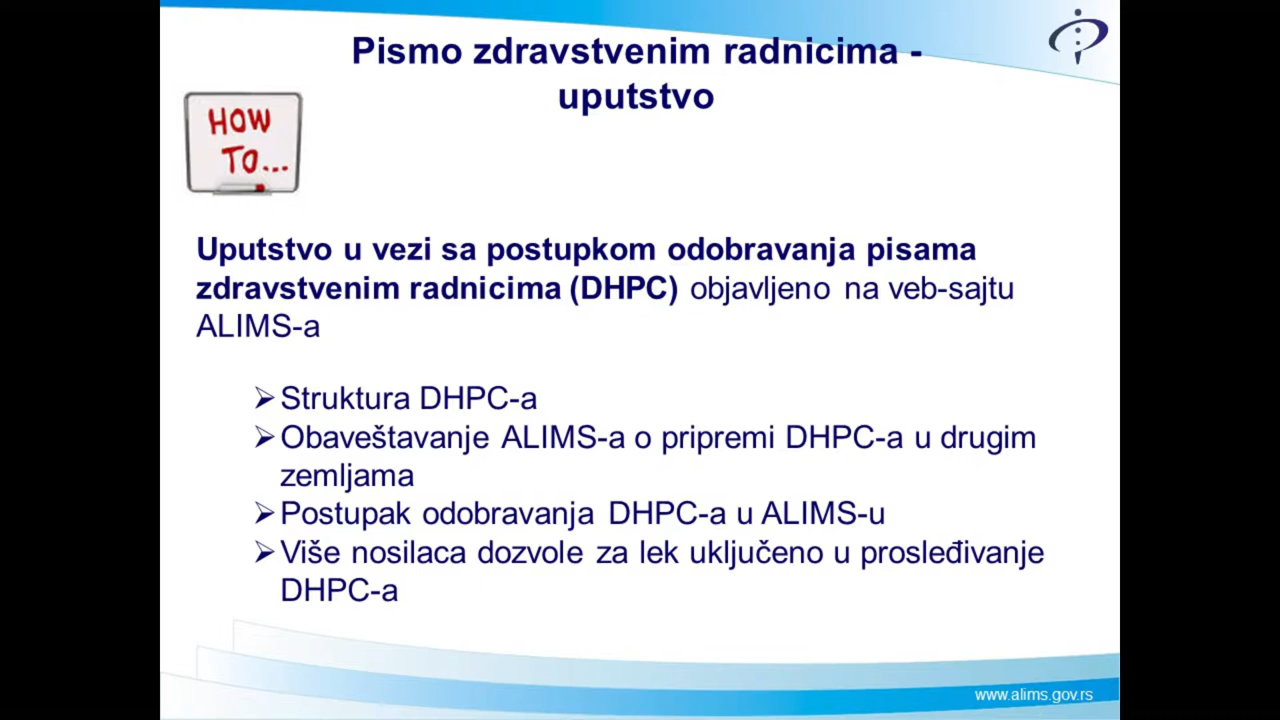 Pismo zdravstvenim radnicima -
uputstvo
HOW
TO...
Uputstvo u vezi sa postupkom odobravanja pisama
zdravstvenim radnicima (DHPC) objavljeno na veb-sajtu
ALIMS-a
➢Struktura DHPC-a
➢Obaveštavanje ALIMS-a o pripremi DHPC-a u drugim
zemljama
➢Postupak odobravanja DHPC-a u ALIMS-u
➢Više nosilaca dozvole za lek uključeno u prosleđivanje
DHPC-a
www.alims.gov.rs